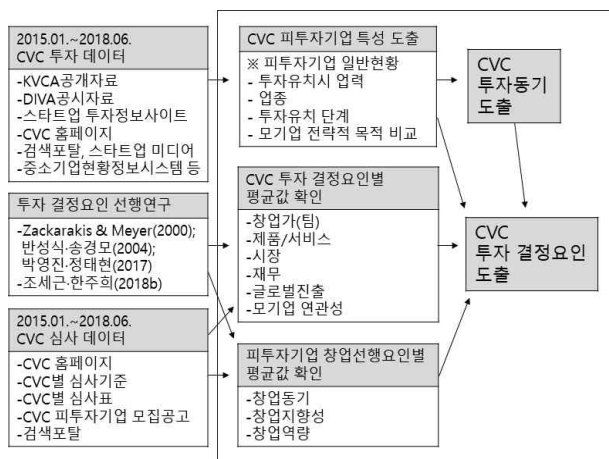 2015.01.~2018.06.
CVC 투자 데이터
-KVCA공개자료
-DIVA공시자료
-스타트업 투자정보사이트
-CVC 홈페이지
-검색포탈, 스타트업 미디어
-중소기업현황정보시스템 등
투자 결정요인 선행연구
-Zackarakis & Meyer(2000);
반성식·송경모(2004);
박영진·정태현(2017)
-조세근·한주희(2018b)
2015.01.~2018.06.
CVC 심사 데이터
-CVC 홈페이지
-CVC별 심사기준
-CVC별 심사표
-CVC 피투자기업 모집공고
-검색포탈
CVC 피투자기업 특성 도출
※ 피투자기업 일반현황
- 투자유치시 업력
- 업종
- 투자유치 단계
- 모기업 전략적 목적 비교
CVC 투자 결정요인별
평균값 확인
-창업가(팀)
-제품/서비스
-시장
-재무
-글로벌진출
-모기업 연관성
피투자기업 창업선행요인별
평균값 확인
-창업동기
-창업지향성
-창업역량
CVC
투자동기
도출
CVC
투자 결정요인
도출